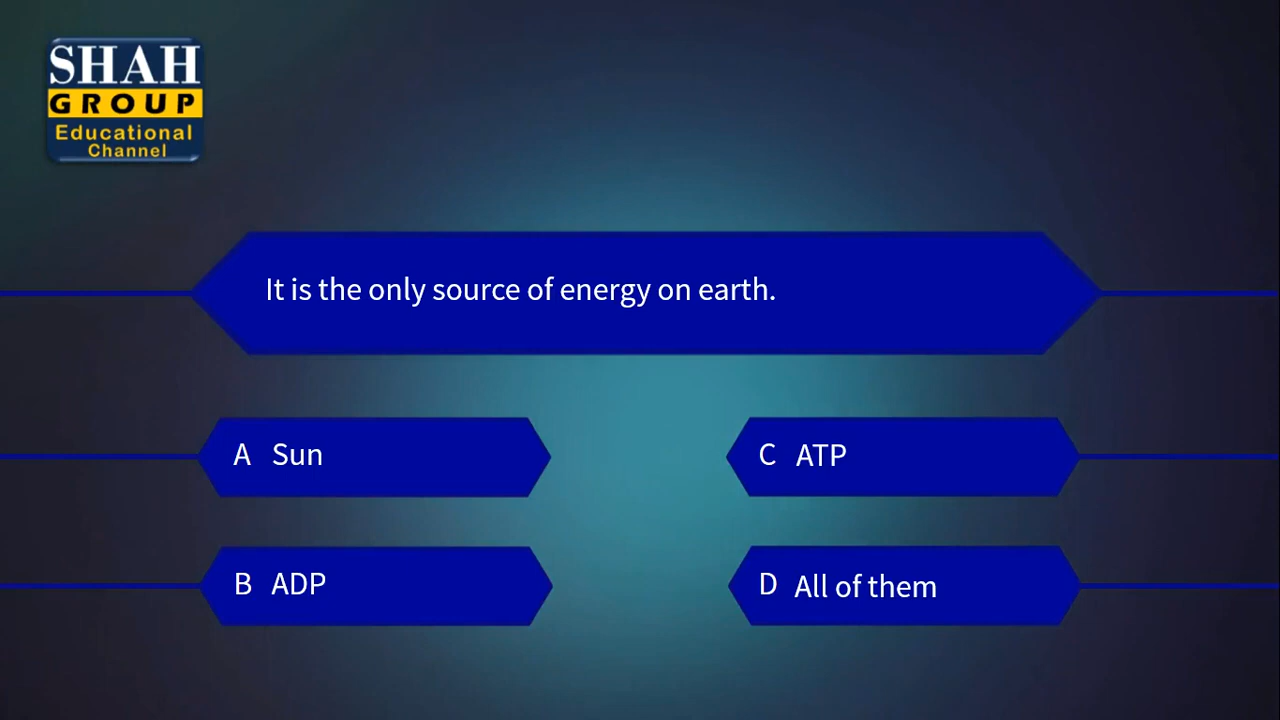 SHAH
GROUP
Educational
Channel
It is the only source of energy on earth.
A Sun
C ATP
B ADP
D All of them